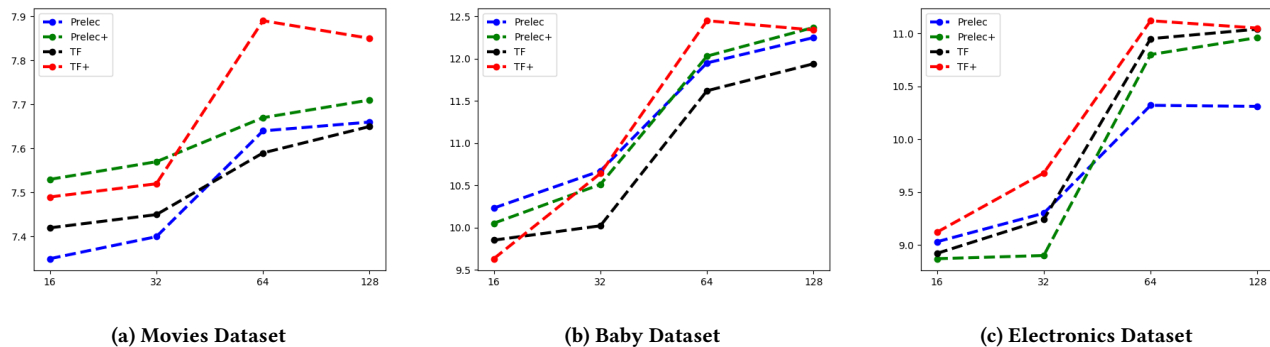 7.9
7.8
7.7
7.6
7.5
7.4
Prelec
Prelec+
TF
TF+
16 32 64 128
(a) Movies Dataset
12.5
12.0
11.5
11.0
10.5
10.0
9.5
Prelec
Prelec+
TF
TF+
16 32 64 128
(b) Baby Dataset
11.0
10.5
10.0
9.5
9.0
Prelec
Prelec+
TF
TF+
16 32 64 128
(c) Electronics Dataset